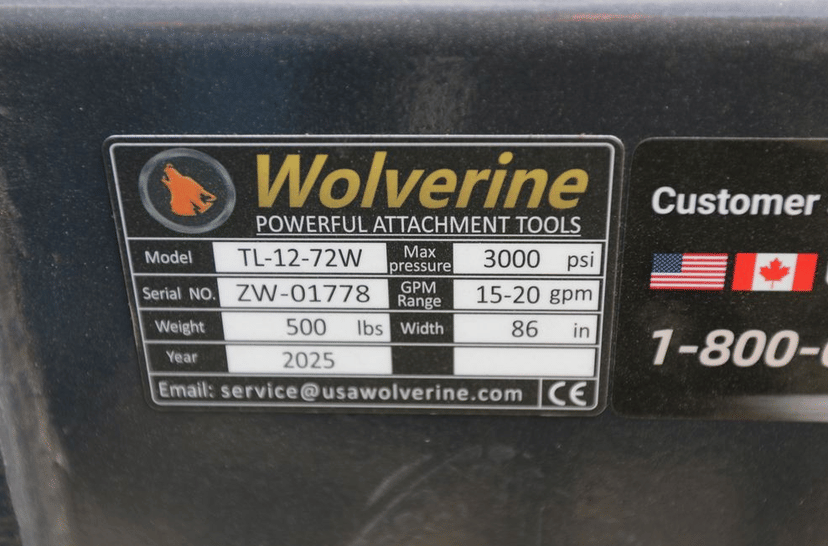 Wolverine
POWERFUL ATTACHMENT TOOLS
Model TL-12-72W Max pressure 3000 psi
Serial NO. ZW-01778 GPM Range 15-20 gpm
Weight 500 lbs Width 86 in
Year 2025
Email: service@usawolverine.com CE
Customer
1-800-